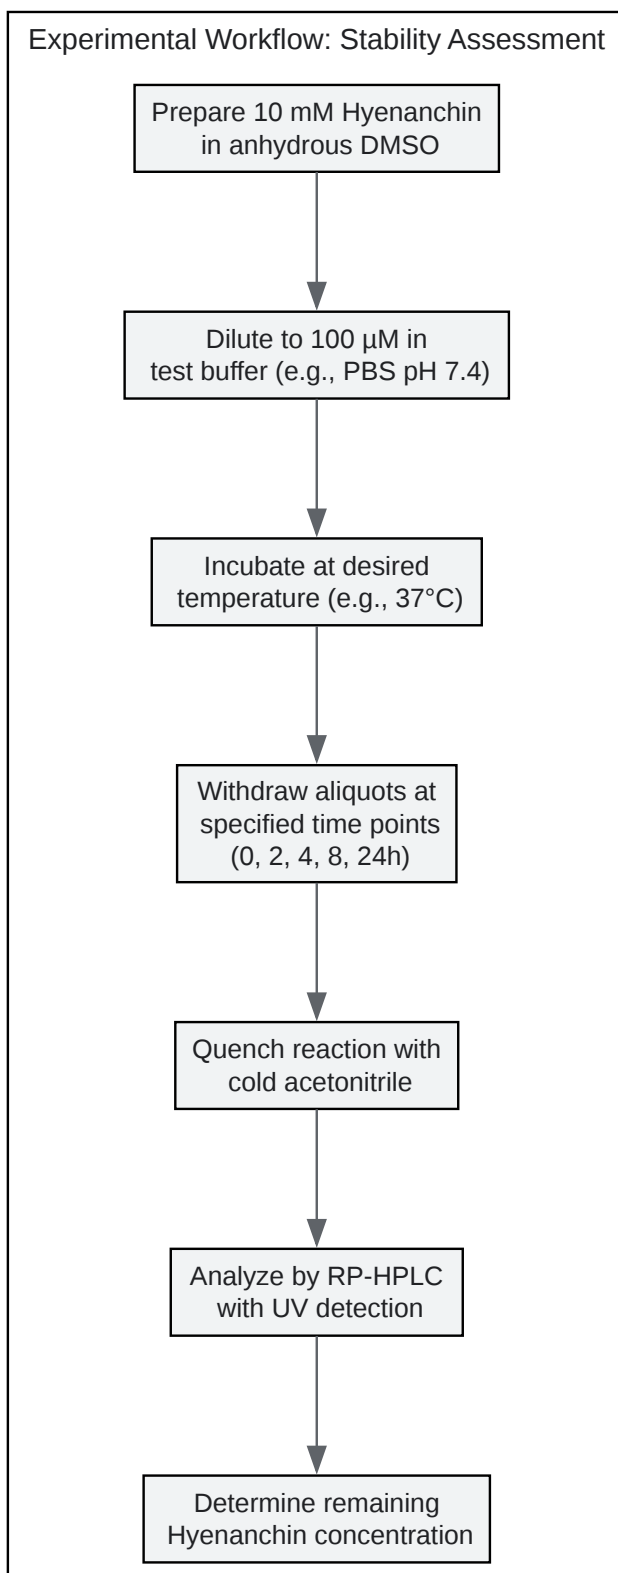 Experimental Workflow: Stability Assessment
Prepare 10 mM Hyenanchin
in anhydrous DMSO
Dilute to 100 µM in
test buffer (e.g., PBS pH 7.4)
Incubate at desired
temperature (e.g., 37°C)
Withdraw aliquots at
specified time points
(0, 2, 4, 8, 24h)
Quench reaction with
cold acetonitrile
Analyze by RP-HPLC
with UV detection
Determine remaining
Hyenanchin concentration